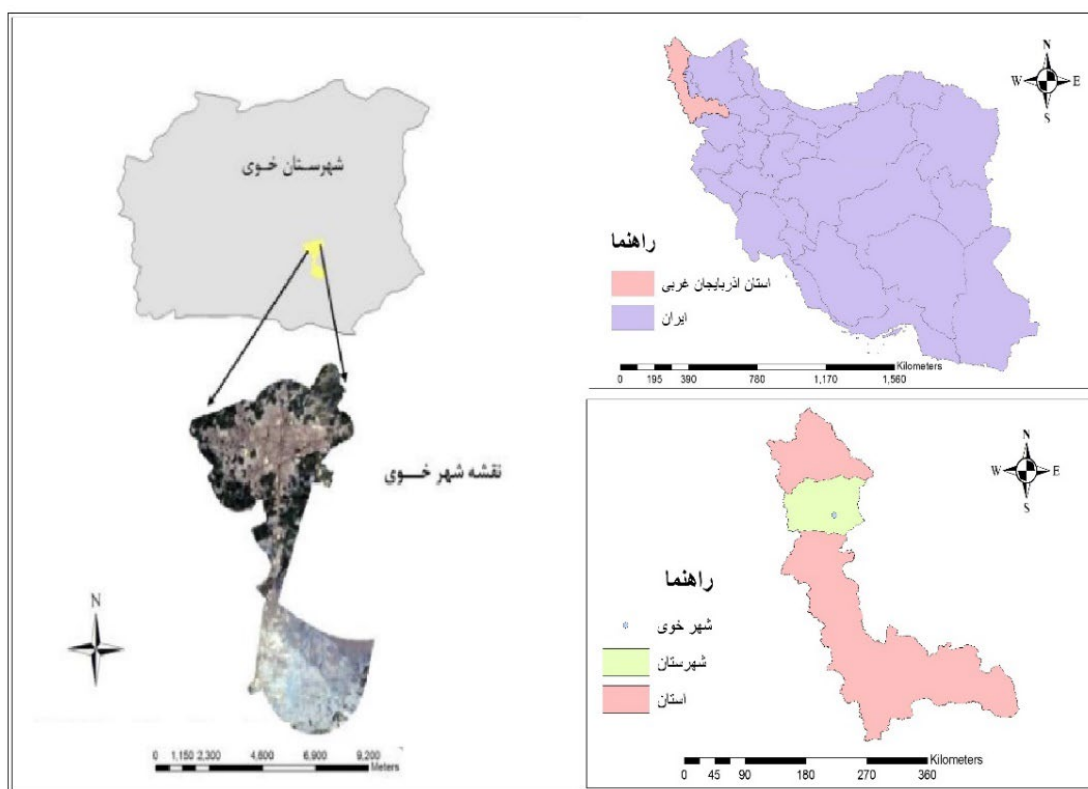 شهرستان خوی
نقشه شهر خوی
N
0 1,150 2,300 4,600 6,900 9,200
Meters
N
W E
S
راهنما
استان اذربایجان غربی
ایران
Kilometers
0 195 390 780 1,170 1,560
N
W E
S
راهنما
شهر خوی
شهرستان
استان
Kilometers
0 45 90 180 270 360